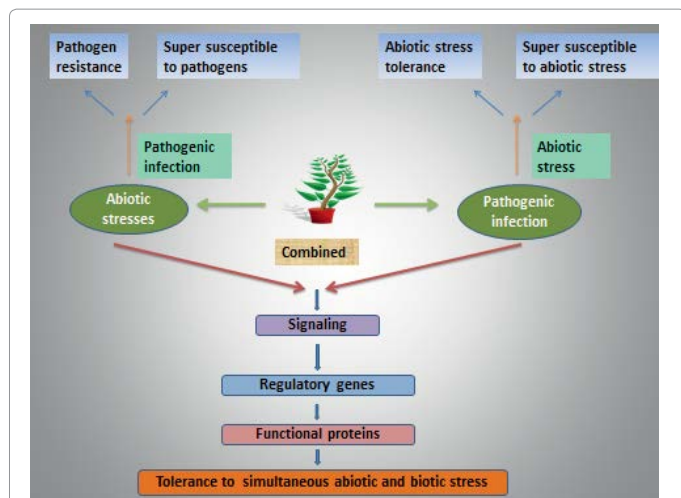 Pathogen
resistance
Super susceptible
to pathogens
Abiotic stress
tolerance
Super susceptible
to abiotic stress
Pathogenic
infection
Abiotic
stress
Abiotic
stresses
Pathogenic
infection
Combined
Signaling
Regulatory genes
Functional proteins
Tolerance to simultaneous abiotic and biotic stress